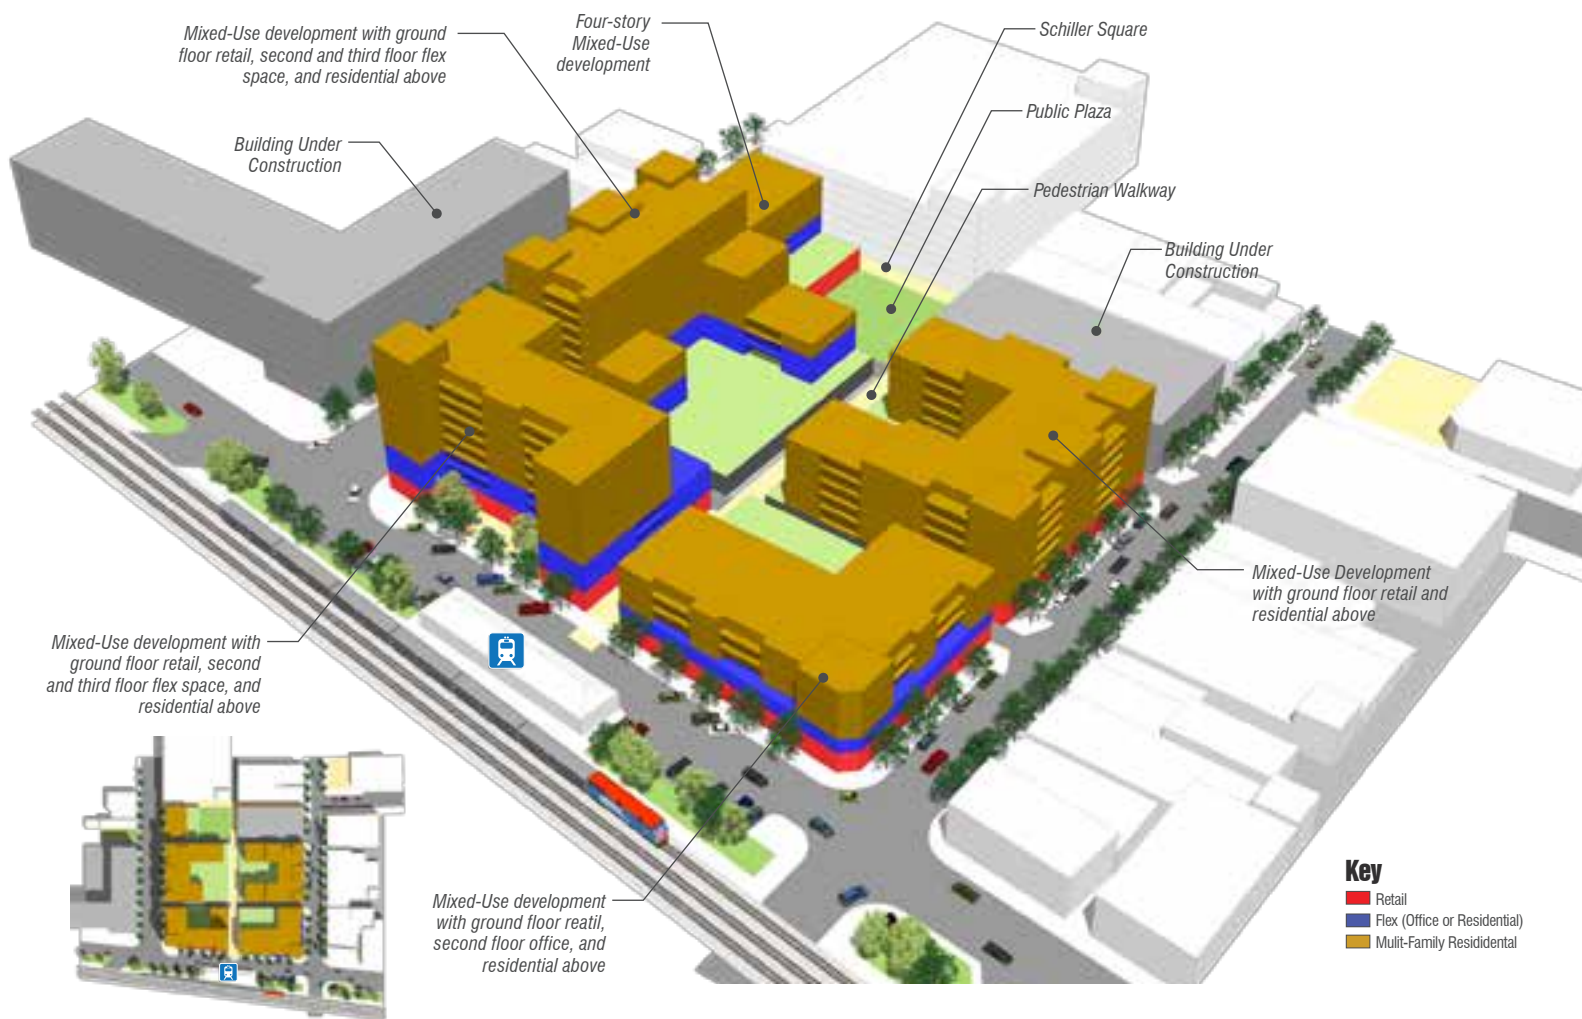 Mixed-Use development with ground
floor retail, second and third floor flex
space, and residential above
Four-story
Mixed-Use
development
Schiller Square
Public Plaza
Building Under
Construction
Pedestrian Walkway
Building Under
Construction
Mixed-Use Development
with ground floor retail and
residential above
Mixed-Use development with
ground floor retail, second
and third floor flex space, and
residential above
Mixed-Use development
with ground floor reatil,
second floor office, and
residential above
Key
Retail
Flex (Office or Residential)
Mulit-Family Resididental